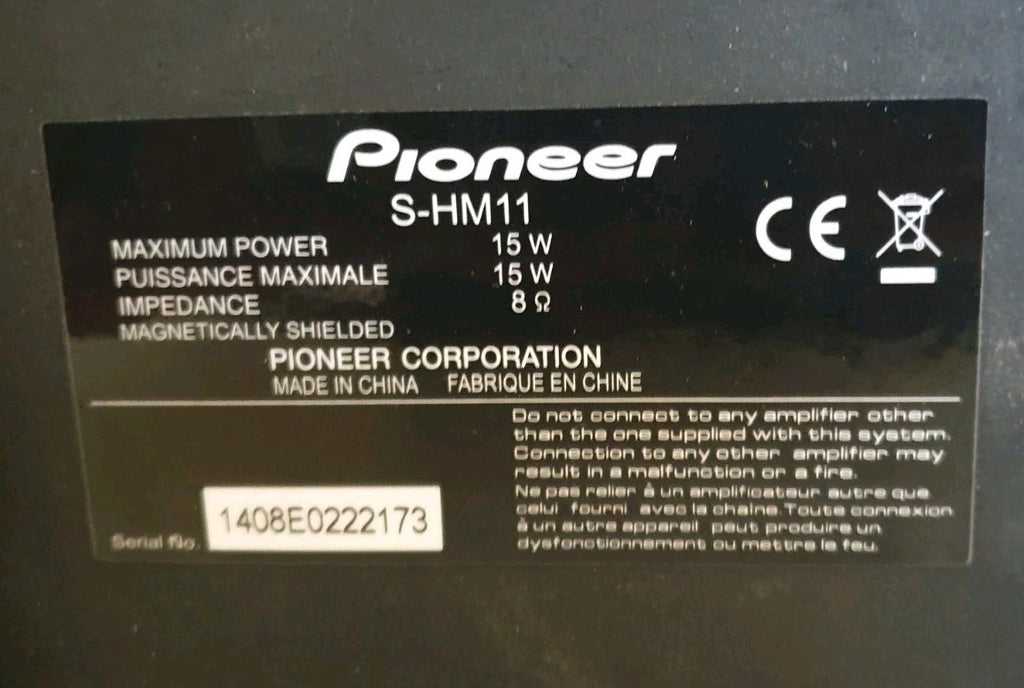 Pioneer
S-HM11
MAXIMUM POWER 15 W
PUISSANCE MAXIMALE 15 W
IMPEDANCE 8 Ω
MAGNETICALLY SHIELDED
PIONEER CORPORATION
MADE IN CHINA FABRIQUE EN CHINE
CE
Do not connect to any amplifier other
than the one supplied with this system.
Connection to any other amplifier may
result in a malfunction or a fire.
Ne pas relier à un amplificateur autre que
celui fourni avec la chaine. Toute connexion
à un autre appareil peut produire un
dysfonctionnement ou mettre le feu.
Serial No. 1408E0222173